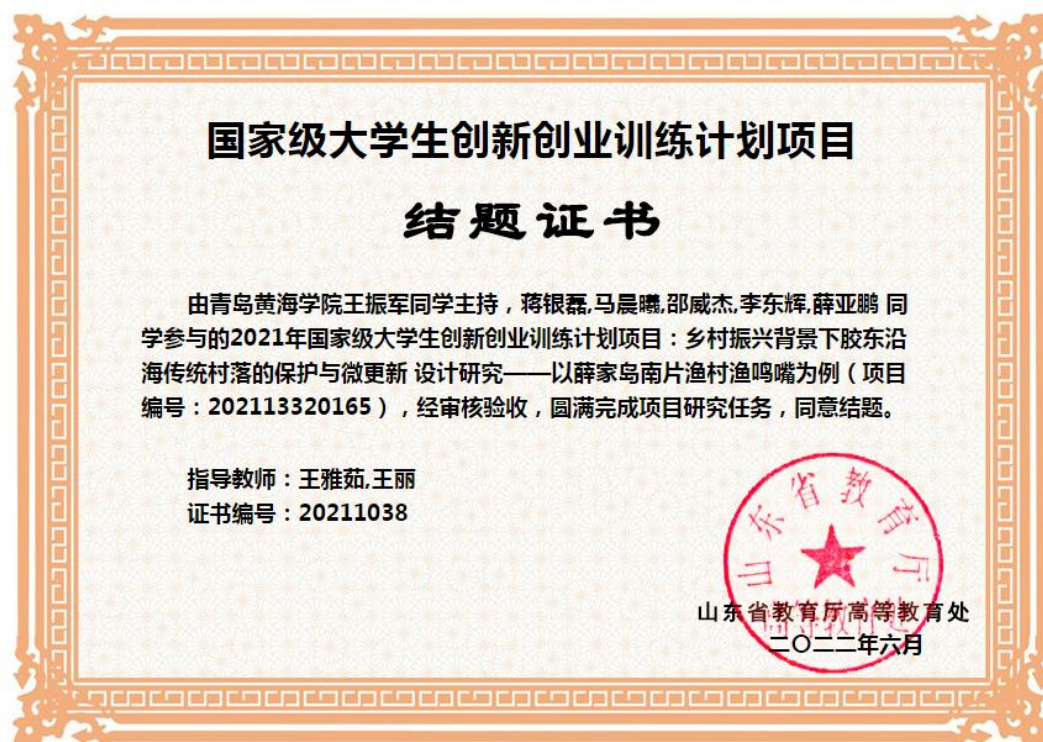 国家级大学生创新创业训练计划项目
结题证书
由青岛黄海学院王振军同学主持，蒋银磊,马晨曦,邵威杰,李东辉,薛亚鹏 同
学参与的2021年国家级大学生创新创业训练计划项目：乡村振兴背景下胶东沿
海传统村落的保护与微更新 设计研究——以薛家岛南片渔村渔鸣嘴为例（项目
编号：202113320165），经审核验收，圆满完成项目研究任务，同意结题。
指导教师：王雅茹,王丽
证书编号：20211038
山东省教育厅
高等教育处
山东省教育厅高等教育处
二〇二二年六月